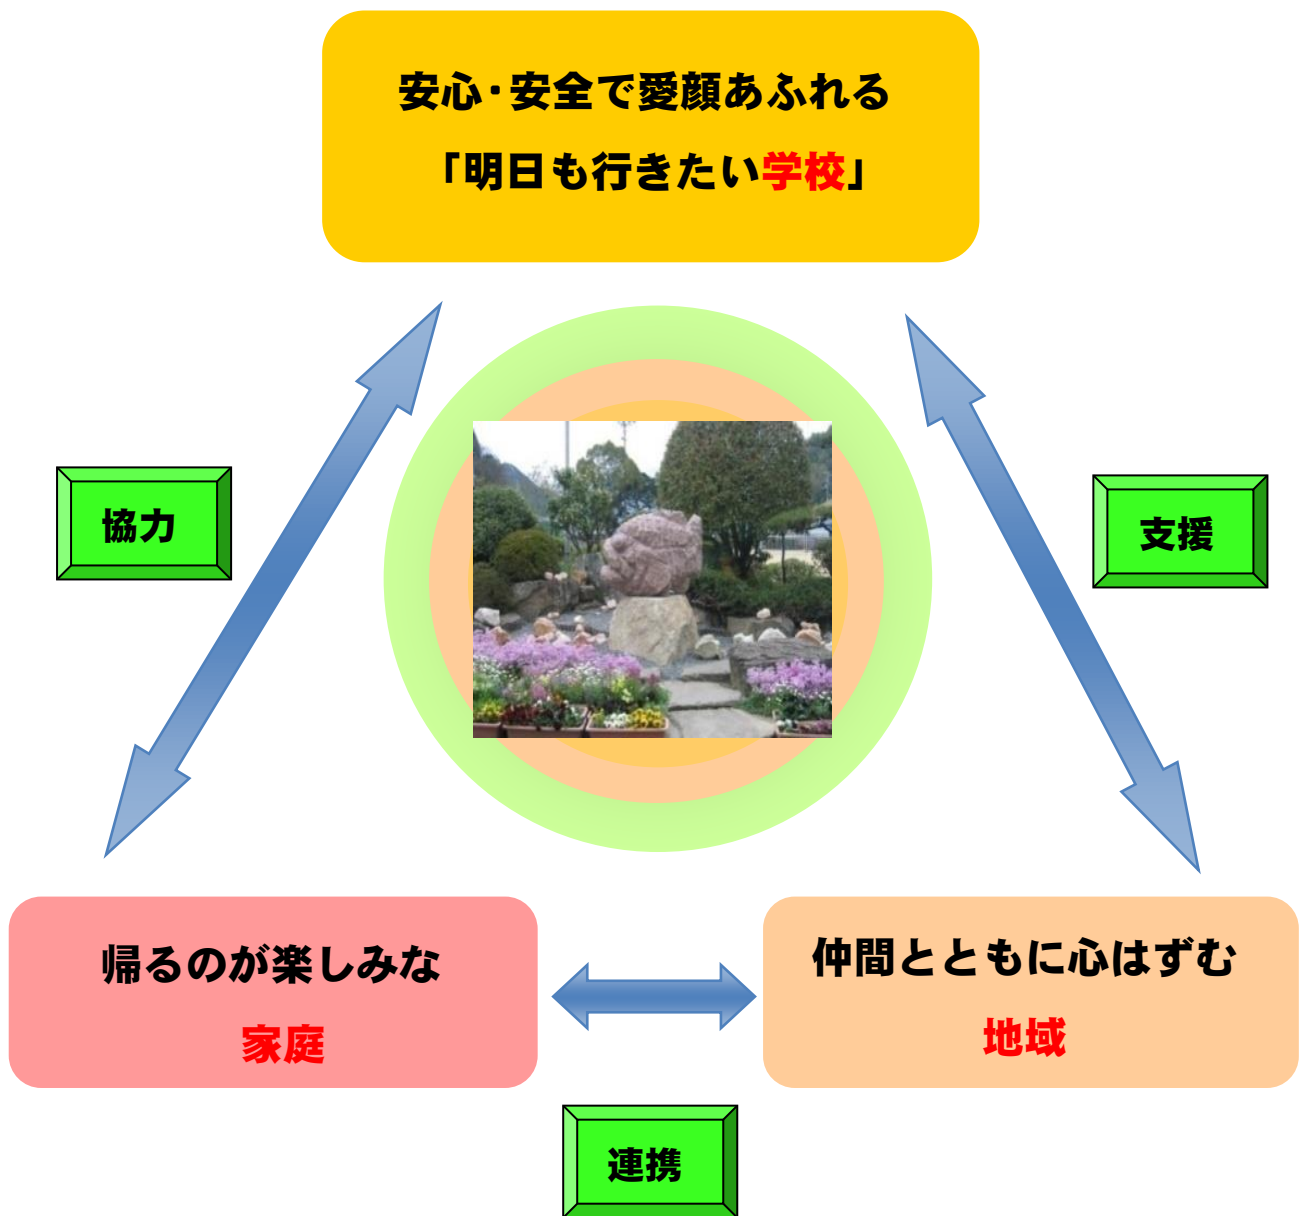 安心・安全で愛顔あふれる
「明日も行きたい学校」
協力
支援
帰るのが楽しみな
家庭
仲間とともに心はずむ
地域
連携